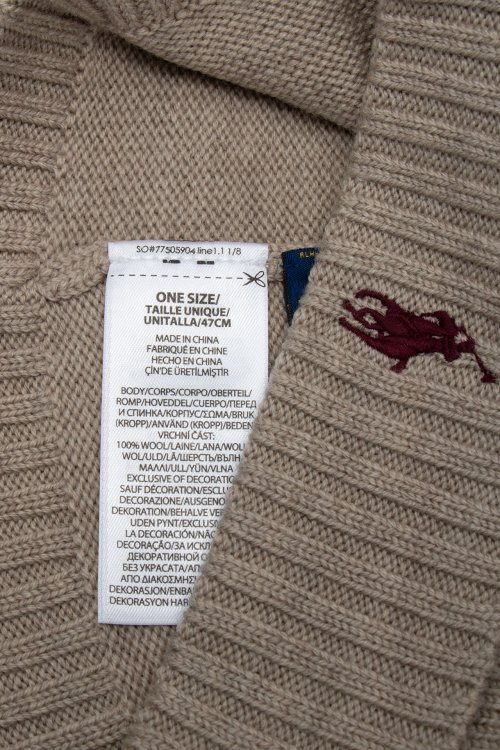 SO#77505904 line1,1 1/8
ONE SIZE/
TAILLE UNIQUE/
UNITALLA/47CM
MADE IN CHINA
FABRIQUÉ EN CHINE
HECHO EN CHINA
ÇİN'DE ÜRETİLMİŞTİR
BODY/CORPS/CORPO/OBERTEIL/
ROMP/HOVEDDEL/CUERPO/ПЕРЕД
И СПИНКА/КОРПУС/ΣΩΜΑ/BRUK
(KROPP)/ANVÄND (KROPP)/BEDEN
VRCHNÍ ČÁST:
100% WOOL/LAINE/LANA/WOL
WOL/ULD/LÃ/ШЕРСТЬ/ВЪЛН
ΜΑΛΛΙ/ULL/YÜN/VLNA
EXCLUSIVE OF DECORATIO
SAUF DÉCORATION/ESCLU
DECORAZIONE/AUSGENO
DEKORATION/BEHALVE VER
UDEN PYNT/EXCLUS
LA DECORACIÓN/NÃO
DECORAÇÃO/ЗА ИСКЛ
ДЕКОРАТИВНОЙ О
БЕЗ УКРАСАТА/ΑΠ
ΑΠΟ ΔΙΑΚΟΣΜΗΣ
DEKORASJON/ENBA
DEKORASYON HAR